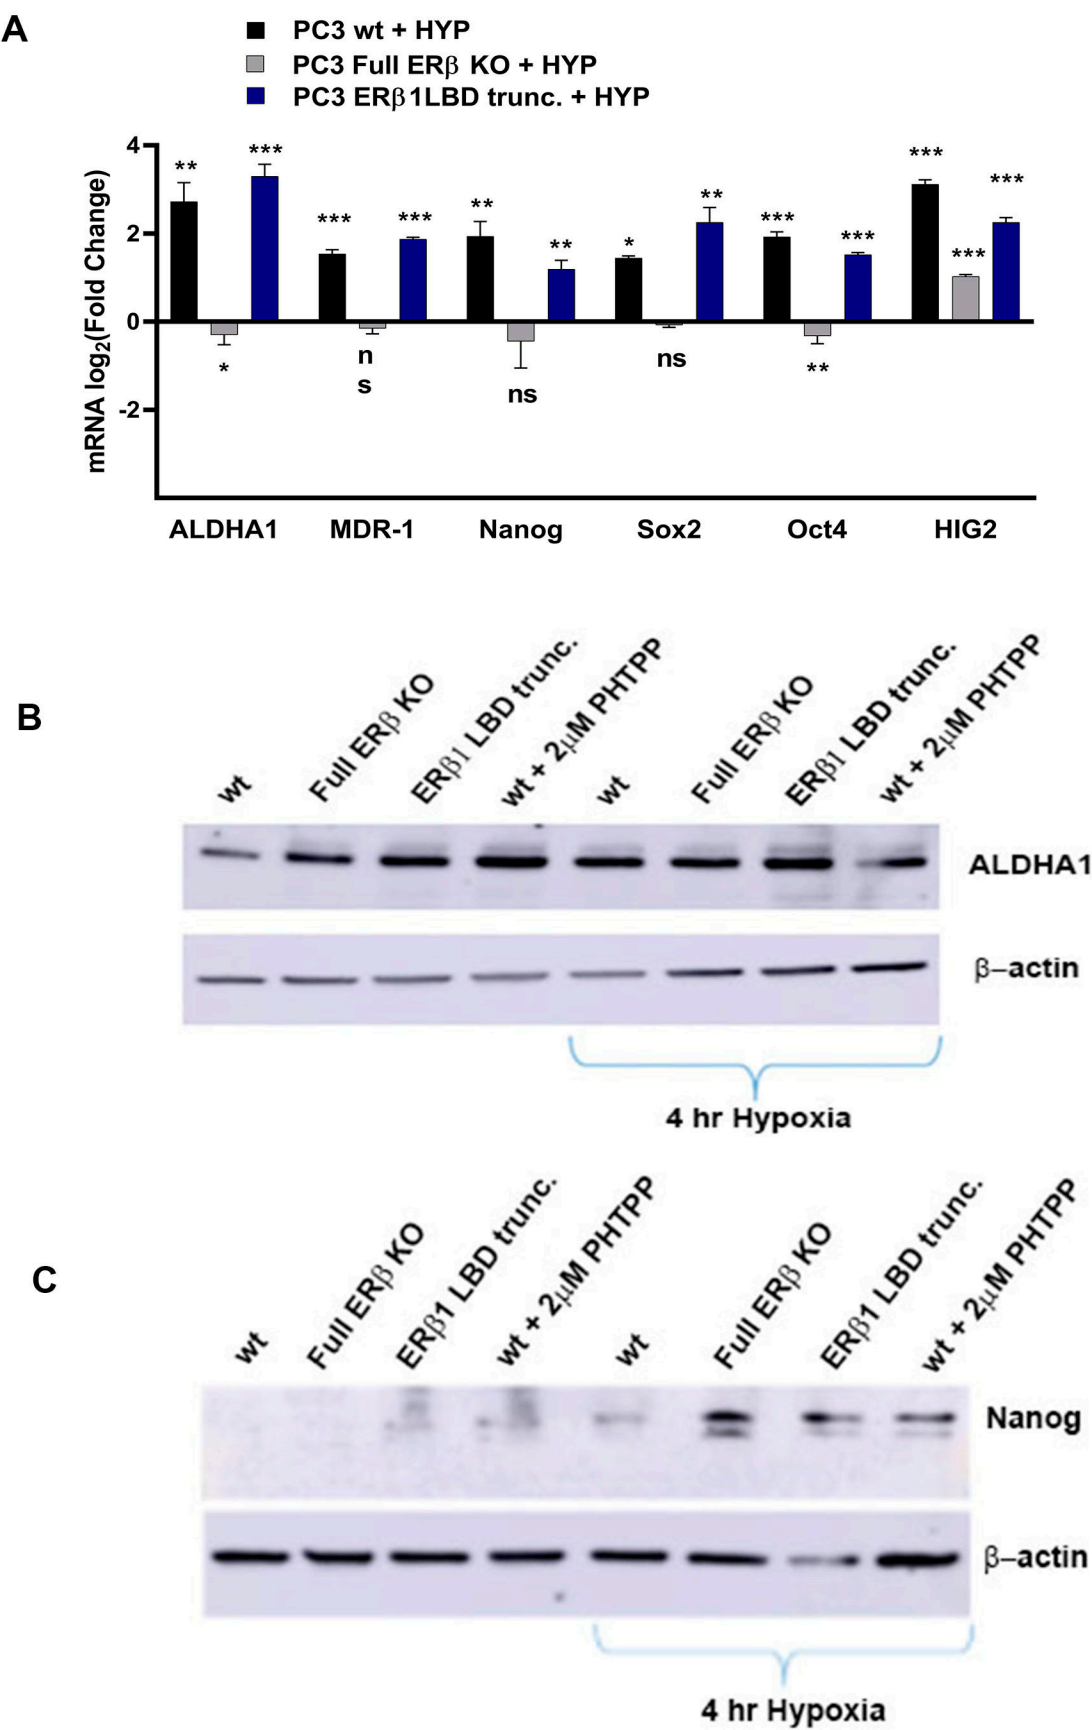 A
PC3 wt + HYP
PC3 Full ERβ KO + HYP
PC3 ERβ1LBD trunc. + HYP
mRNA log2(Fold Change)
4
2
0
-2
** * ***
*** n s ***
** ns **
* ns **
*** ** ***
*** *** ***
ALDHA1 MDR-1 Nanog Sox2 Oct4 HIG2
B
wt Full ERβ KO ERβ1 LBD trunc. wt + 2μM PHTPP wt Full ERβ KO ERβ1 LBD trunc. wt + 2μM PHTPP
ALDHA1
β–actin
4 hr Hypoxia
C
wt Full ERβ KO ERβ1 LBD trunc. wt + 2μM PHTPP wt Full ERβ KO ERβ1 LBD trunc. wt + 2μM PHTPP
Nanog
β–actin
4 hr Hypoxia